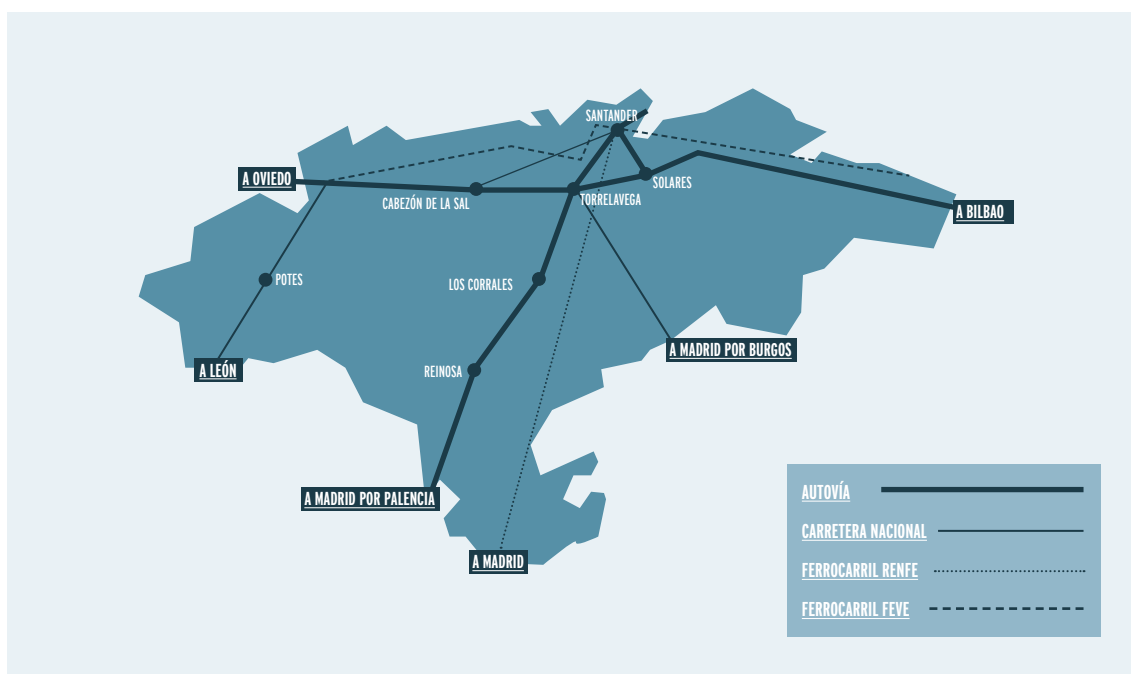 SANTANDER
A OVIEDO
SOLARES
CABEZÓN DE LA SAL
TORRELAVEGA
A BILBAO
POTES
LOS CORRALES
A MADRID POR BURGOS
A LEÓN
REINOSA
A MADRID POR PALENCIA
A MADRID
AUTOVÍA
CARRETERA NACIONAL
FERROCARRIL RENFE
FERROCARRIL FEVE